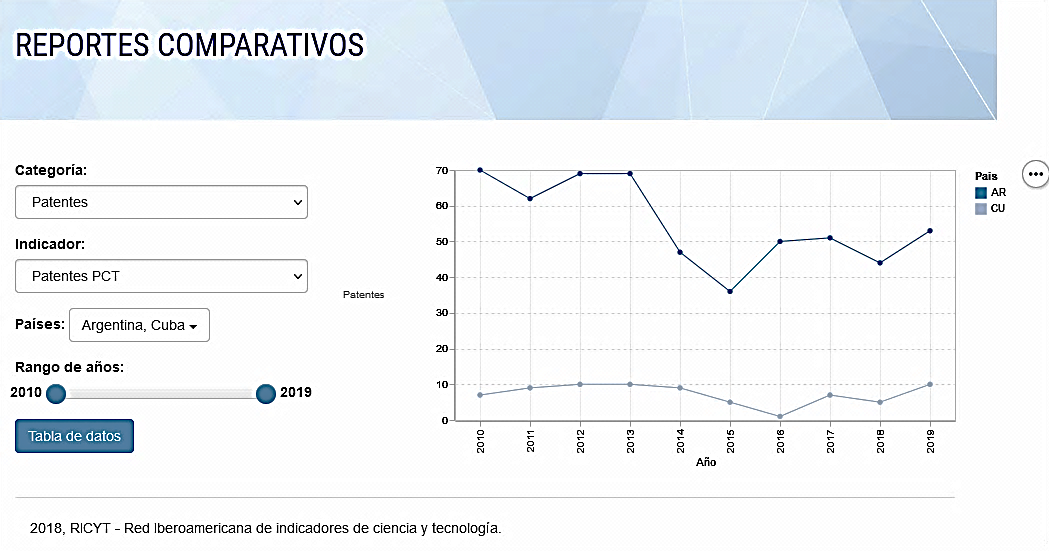 REPORTES COMPARATIVOS
Categoría:
Patentes
Indicador:
Patentes PCT
Países: Argentina, Cuba
Rango de años:
2010 2019
Tabla de datos
Patentes
70
60
50
40
30
20
10
0
2010 2011 2012 2013 2014 2015 2016 2017 2018 2019
Año
País
AR
CU
2018, RICYT - Red Iberoamericana de indicadores de ciencia y tecnología.